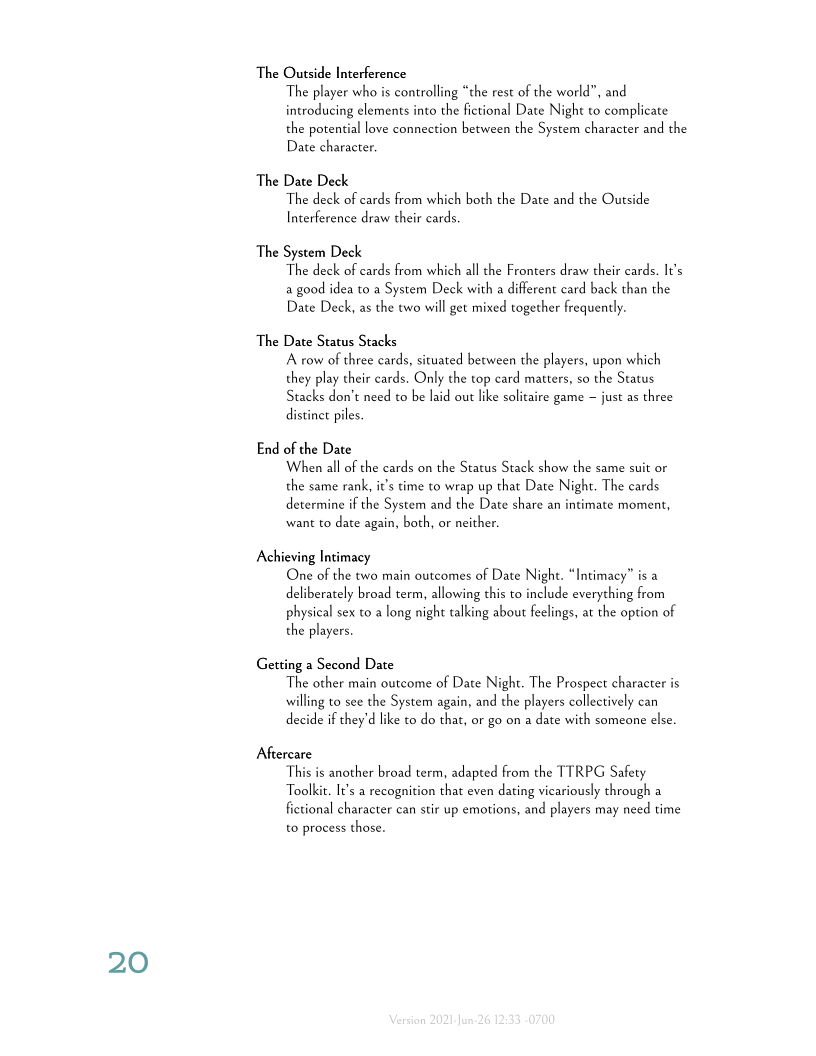 The Outside Interference
The player who is controlling “the rest of the world”, and
introducing elements into the fictional Date Night to complicate
the potential love connection between the System character and the
Date character.
The Date Deck
The deck of cards from which both the Date and the Outside
Interference draw their cards.
The System Deck
The deck of cards from which all the Fronters draw their cards. It’s
a good idea to a System Deck with a different card back than the
Date Deck, as the two will get mixed together frequently.
The Date Status Stacks
A row of three cards, situated between the players, upon which
they play their cards. Only the top card matters, so the Status
Stacks don’t need to be laid out like solitaire game – just as three
distinct piles.
End of the Date
When all of the cards on the Status Stack show the same suit or
the same rank, it’s time to wrap up that Date Night. The cards
determine if the System and the Date share an intimate moment,
want to date again, both, or neither.
Achieving Intimacy
One of the two main outcomes of Date Night. “Intimacy” is a
deliberately broad term, allowing this to include everything from
physical sex to a long night talking about feelings, at the option of
the players.
Getting a Second Date
The other main outcome of Date Night. The Prospect character is
willing to see the System again, and the players collectively can
decide if they’d like to do that, or go on a date with someone else.
Aftercare
This is another broad term, adapted from the TTRPG Safety
Toolkit. It’s a recognition that even dating vicariously through a
fictional character can stir up emotions, and players may need time
to process those.
20
Version 2021-Jun-26 12:33 -0700